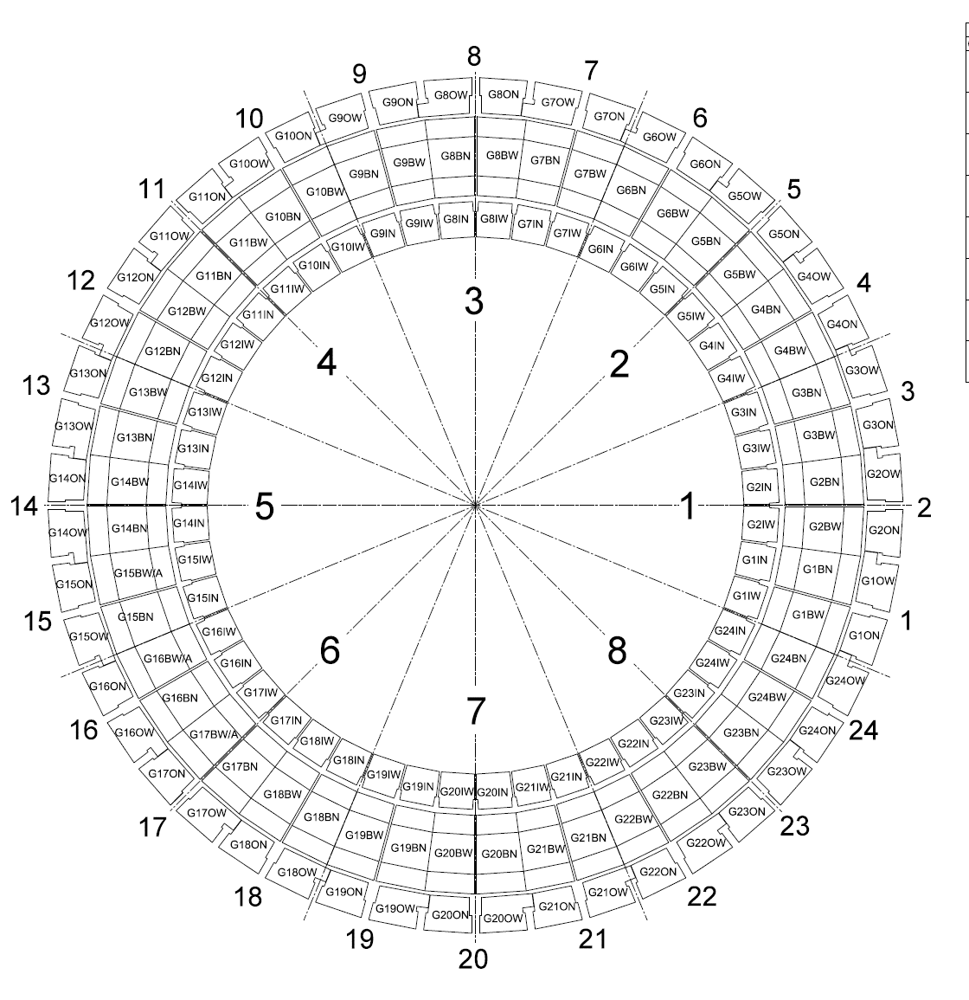 8
9
7
10
6
11
5
12
4
13
3
14
2
15
1
16
24
17
23
18
22
19
21
20
G8OW
G8ON
G7OW
G7ON
G6OW
G6ON
G5OW
G5ON
G4OW
G4ON
G3OW
G3ON
G2OW
G2ON
G1OW
G1ON
G24OW
G24ON
G23OW
G23ON
G22OW
G22ON
G21OW
G21ON
G20OW
G20ON
G19OW
G19ON
G18OW
G18ON
G17OW
G17ON
G16OW
G16ON
G15OW
G15ON
G14OW
G14ON
G13OW
G13ON
G12OW
G12ON
G11OW
G11ON
G10OW
G10ON
G9OW
G9ON
G8BN
G8BW
G7BN
G7BW
G6BN
G6BW
G5BN
G5BW
G4BN
G4BW
G3BN
G3BW
G2BN
G2BW
G1BN
G1BW
G24BN
G24BW
G23BN
G23BW
G22BN
G22BW
G21BN
G21BW
G20BN
G20BW
G19BN
G19BW
G18BN
G18BW
G17BN
G17BW/A
G16BN
G16BW/A
G15BN
G15BW/A
G14BN
G14BW
G13BN
G13BW
G12BN
G12BW
G11BN
G11BW
G10BN
G10BW
G9BN
G9BW
G8IN
G8IW
G7IN
G7IW
G6IN
G6IW
G5IN
G5IW
G4IN
G4IW
G3IN
G3IW
G2IN
G2IW
G1IN
G1IW
G24IN
G24IW
G23IN
G23IW
G22IN
G22IW
G21IN
G21IW
G20IN
G20IW
G19IN
G19IW
G18IN
G18IW
G17IN
G17IW
G16IN
G16IW
G15IN
G15IW
G14IN
G14IW
G13IN
G13IW
G12IN
G12IW
G11IN
G11IW
G10IN
G10IW
G9IN
G9IW
3
4
2
5
1
6
8
7